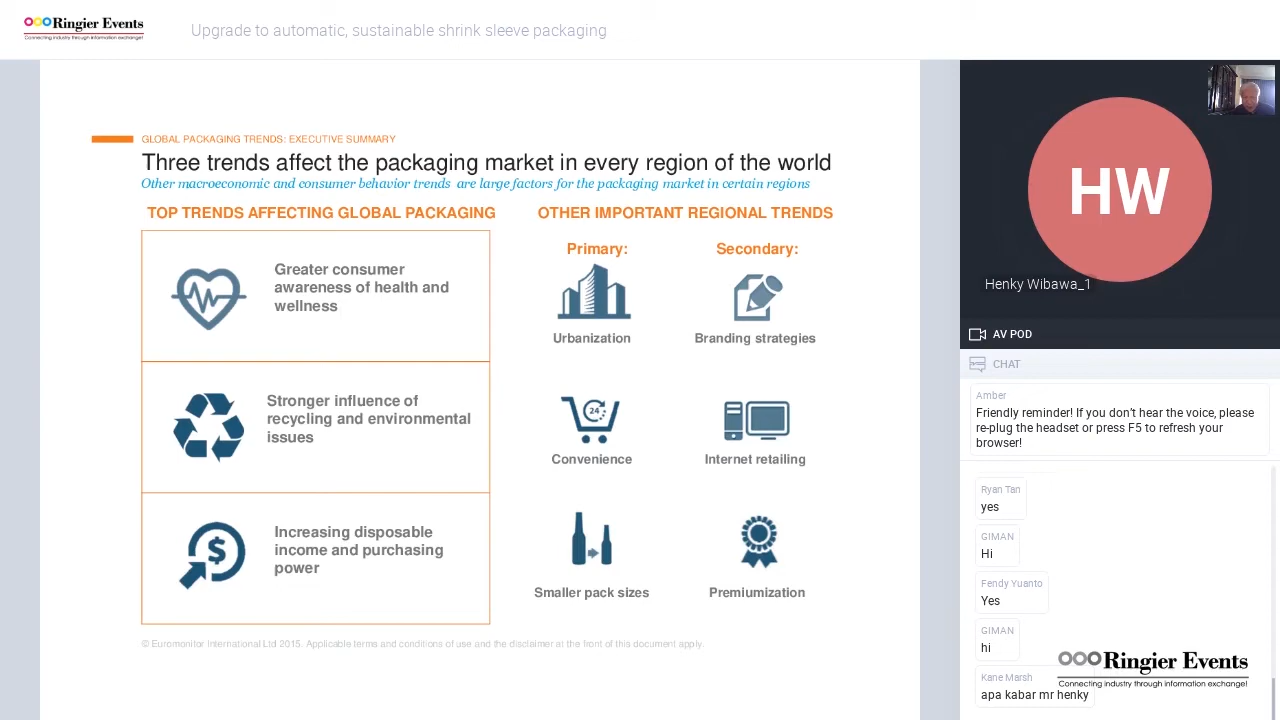 Ringier Events
Connecting industry through information exchange!
Upgrade to automatic, sustainable shrink sleeve packaging
GLOBAL PACKAGING TRENDS: EXECUTIVE SUMMARY
Three trends affect the packaging market in every region of the world
Other macroeconomic and consumer behavior trends are large factors for the packaging market in certain regions
TOP TRENDS AFFECTING GLOBAL PACKAGING
Greater consumer
awareness of health and
wellness
Stronger influence of
recycling and environmental
issues
$
Increasing disposable
income and purchasing
power
OTHER IMPORTANT REGIONAL TRENDS
Primary:
Secondary:
Urbanization
Branding strategies
24
Convenience
Internet retailing
Smaller pack sizes
Premiumization
© Euromonitor International Ltd 2015. Applicable terms and conditions of use and the disclaimer at the front of this document apply.
HW
Henky Wibawa_1
AV POD
CHAT
Amber
Friendly reminder! If you don't hear the voice, please
re-plug the headset or press F5 to refresh your
browser!
Ryan Tan
yes
GIMAN
Hi
Fendy Yuanto
Yes
GIMAN
hi
Kane Marsh
apa kabar mr henky
Ringier Events
Connecting industry through information exchange!